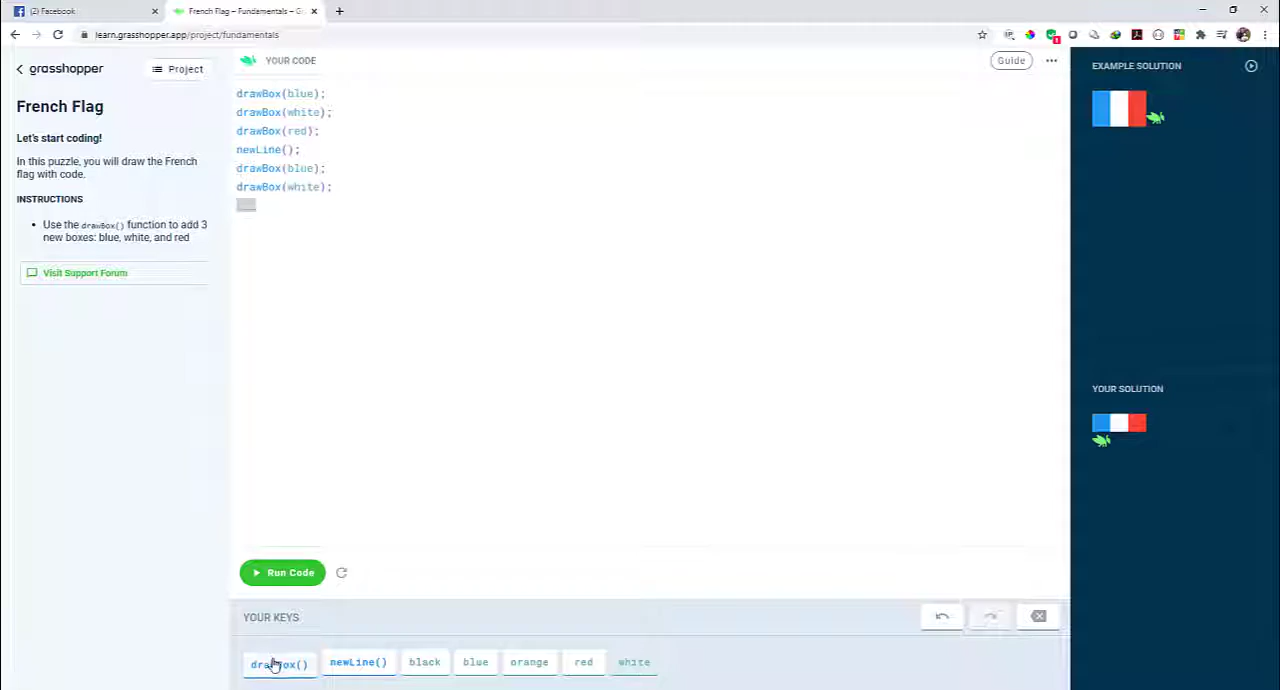 (2) Facebook
French Flag – Fundamentals – G
learn.grasshopper.app/project/fundamentals
grasshopper
Project
French Flag
Let's start coding!
In this puzzle, you will draw the French
flag with code.
INSTRUCTIONS
Use the drawBox() function to add 3
new boxes: blue, white, and red
Visit Support Forum
YOUR CODE
Guide
drawBox(blue);
drawBox(white);
drawBox(red);
newLine();
drawBox(blue);
drawBox(white);
Run Code
YOUR KEYS
drawBox()
newLine()
black
blue
orange
red
white
EXAMPLE SOLUTION
YOUR SOLUTION